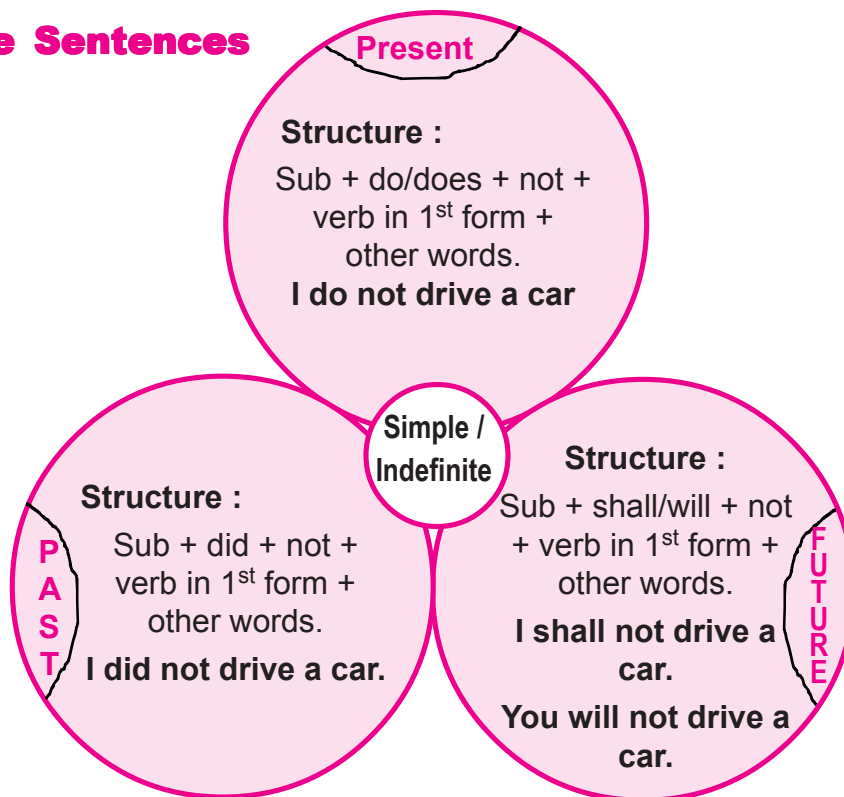 e Sentences
Present
Structure :
Sub + do/does + not +
verb in 1st form +
other words.
I do not drive a car
Simple /
Indefinite
PAST
Structure :
Sub + did + not +
verb in 1st form +
other words.
I did not drive a car.
Structure :
Sub + shall/will + not
+ verb in 1st form +
other words.
I shall not drive a
car.
You will not drive a
car.
FUTURE